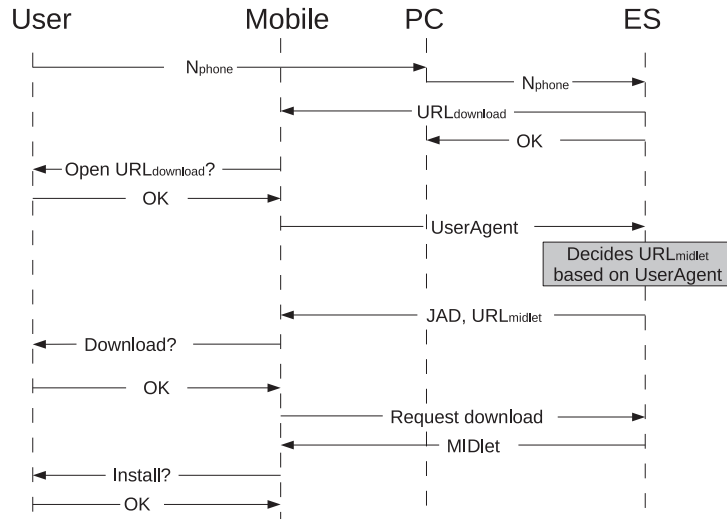 User Mobile PC ES
Nphone
Nphone
URLdownload
OK
Open URLdownload?
OK
UserAgent
Decides URLmidlet
based on UserAgent
JAD, URLmidlet
Download?
OK
Request download
MIDlet
Install?
OK